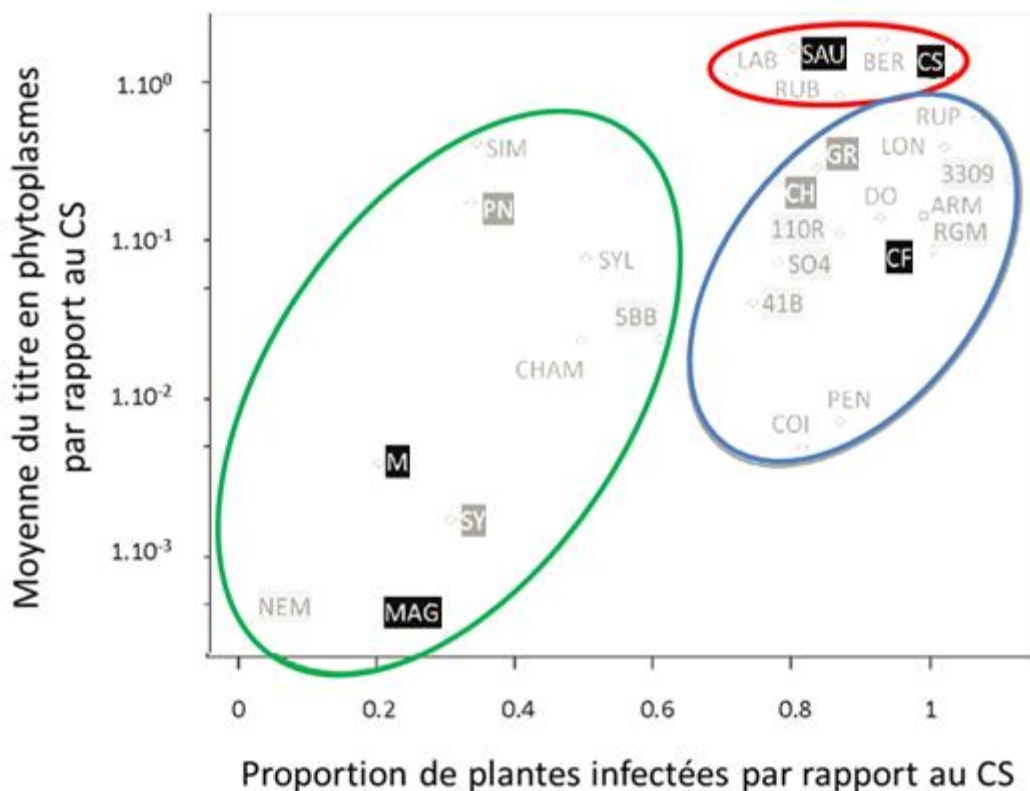 Moyenne du titre en phytoplasmes
par rapport au CS
1.10⁰
1.10⁻¹
1.10⁻²
1.10⁻³
LAB
SAU
BER
CS
RUB
RUP
SIM
GR
LON
3309
PN
CH
DO
ARM
110R
RGM
SYL
SO4
CF
5BB
41B
CHAM
PEN
COI
M
SY
NEM
MAG
0
0.2
0.4
0.6
0.8
1
Proportion de plantes infectées par rapport au CS